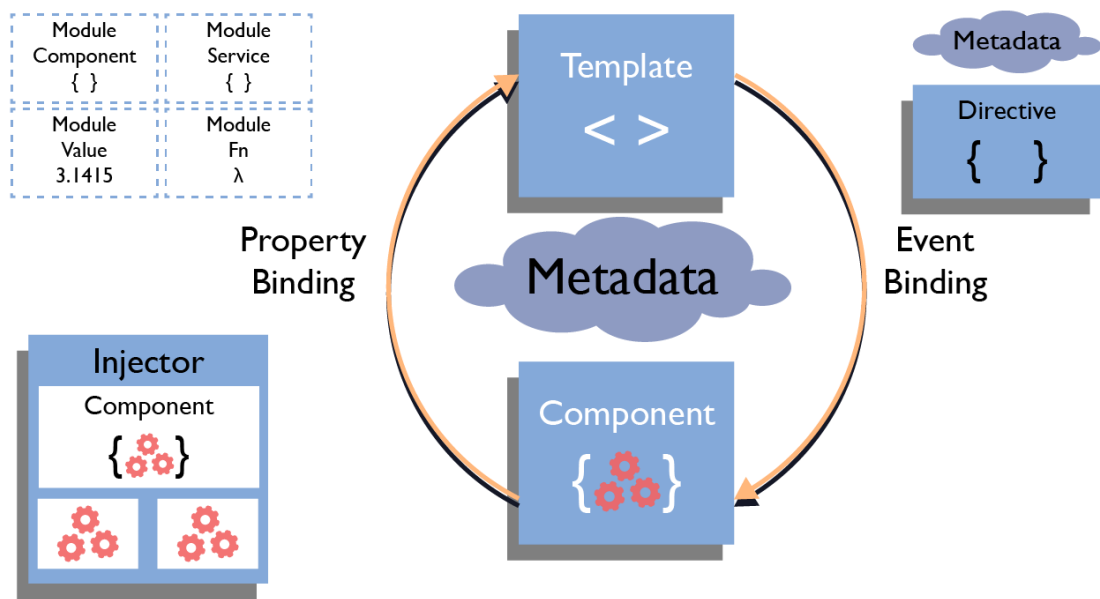 Module
Component
{ }
Module
Service
{ }
Module
Value
3.1415
Module
Fn
λ
Template
< >
Metadata
Directive
{ }
Property
Binding
Metadata
Event
Binding
Injector
Component
{ }
Component
{ }